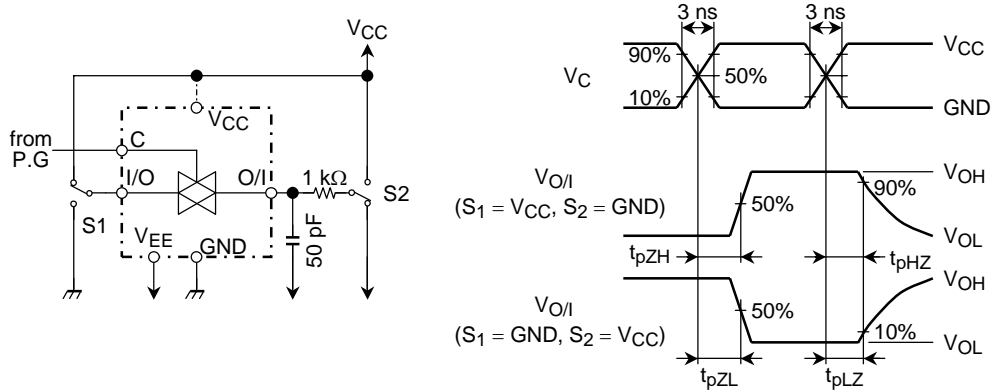 VCC
VCC
from
P.G
C
I/O
O/I
1 kΩ
S1
S2
VEE
GND
50 pF
3 ns
3 ns
VC
90%
10%
50%
VCC
GND
VO/I
(S1 = VCC, S2 = GND)
50%
90%
VOH
VOL
tpZH
tpHZ
VO/I
(S1 = GND, S2 = VCC)
50%
10%
VOH
VOL
tpZL
tpLZ